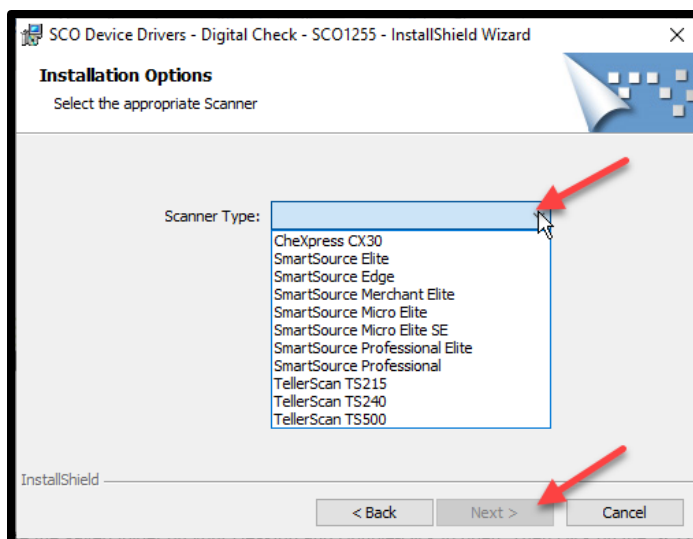 SCO Device Drivers - Digital Check - SCO1255 - InstallShield Wizard
Installation Options
Select the appropriate Scanner
Scanner Type:
CheXpress CX30
SmartSource Elite
SmartSource Edge
SmartSource Merchant Elite
SmartSource Micro Elite
SmartSource Micro Elite SE
SmartSource Professional Elite
SmartSource Professional
TellerScan TS215
TellerScan TS240
TellerScan TS500
InstallShield
< Back Next > Cancel